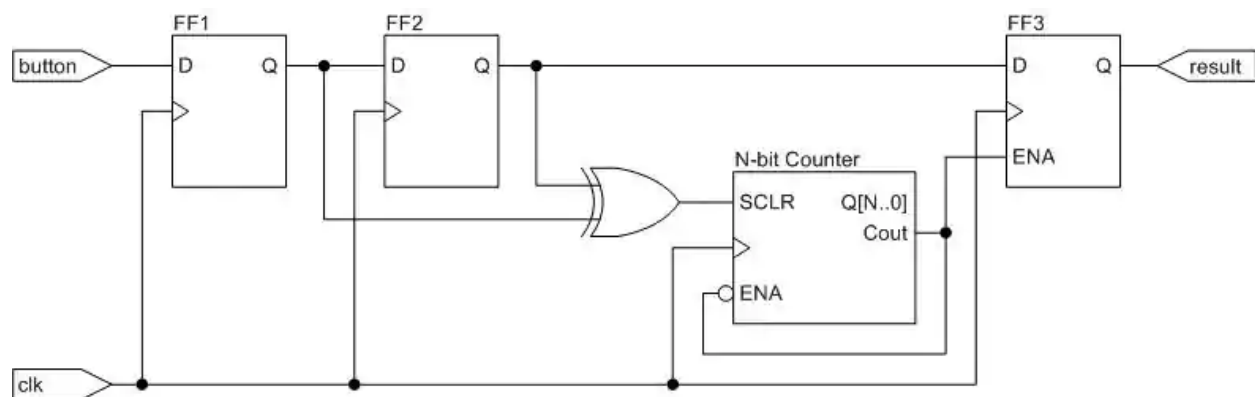 FF1
FF2
FF3
button
D
Q
D
Q
D
Q
result
ENA
N-bit Counter
SCLR
Q[N..0]
Cout
ENA
clk